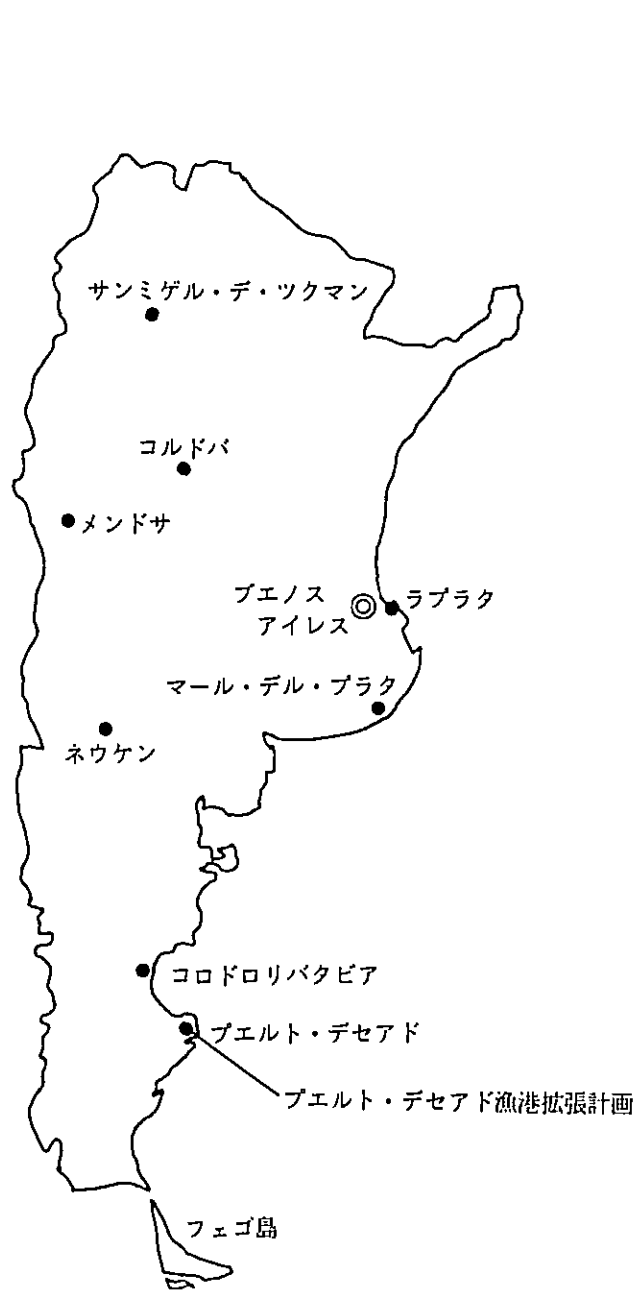 サンミゲル・デ・ツクマン
コルドバ
メンドサ
ブエノス
アイレス
ラプラタ
マール・デル・プラタ
ネウケン
コロドロリバタビア
プエルト・デセアド
プエルト・デセアド漁港拡張計画
フェゴ島